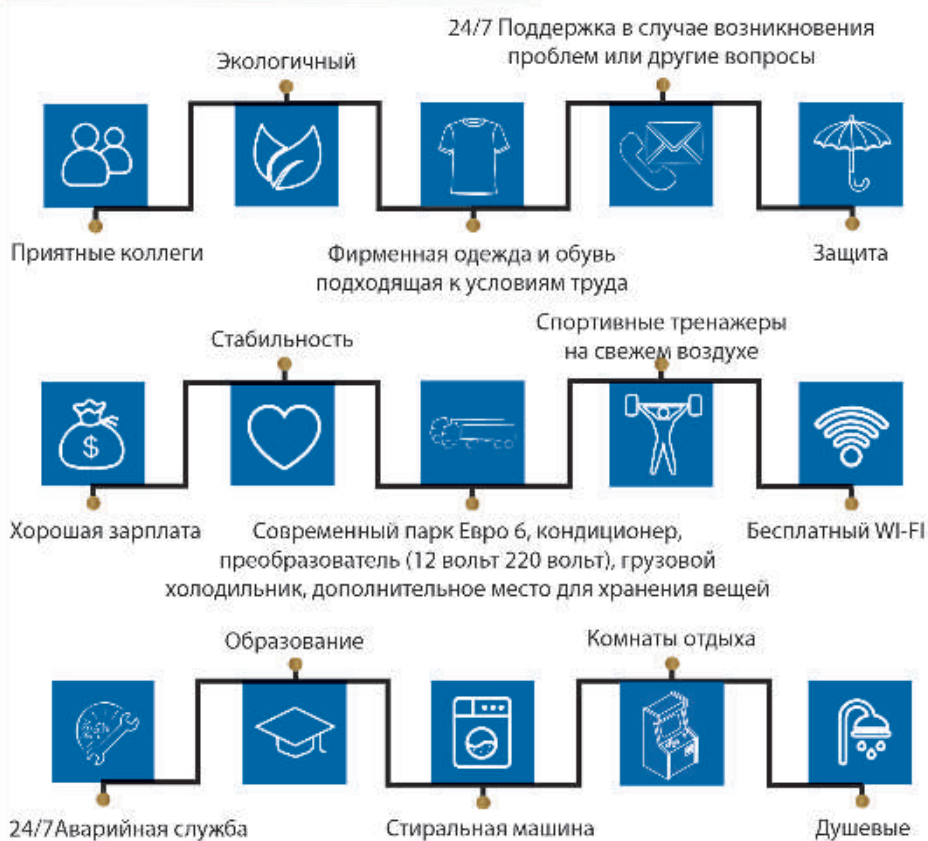 24/7 Поддержка в случае возникновения
проблем или другие вопросы
Экологичный
Приятные коллеги
Фирменная одежда и обувь
подходящая к условиям труда
Защита
Стабильность
Спортивные тренажеры
на свежем воздухе
$
Хорошая зарплата
Современный парк Евро 6, кондиционер,
преобразователь (12 вольт 220 вольт), грузовой
холодильник, дополнительное место для хранения вещей
Бесплатный WI-FI
Образование
Комнаты отдыха
24/7Аварийная служба
Стиральная машина
Душевые